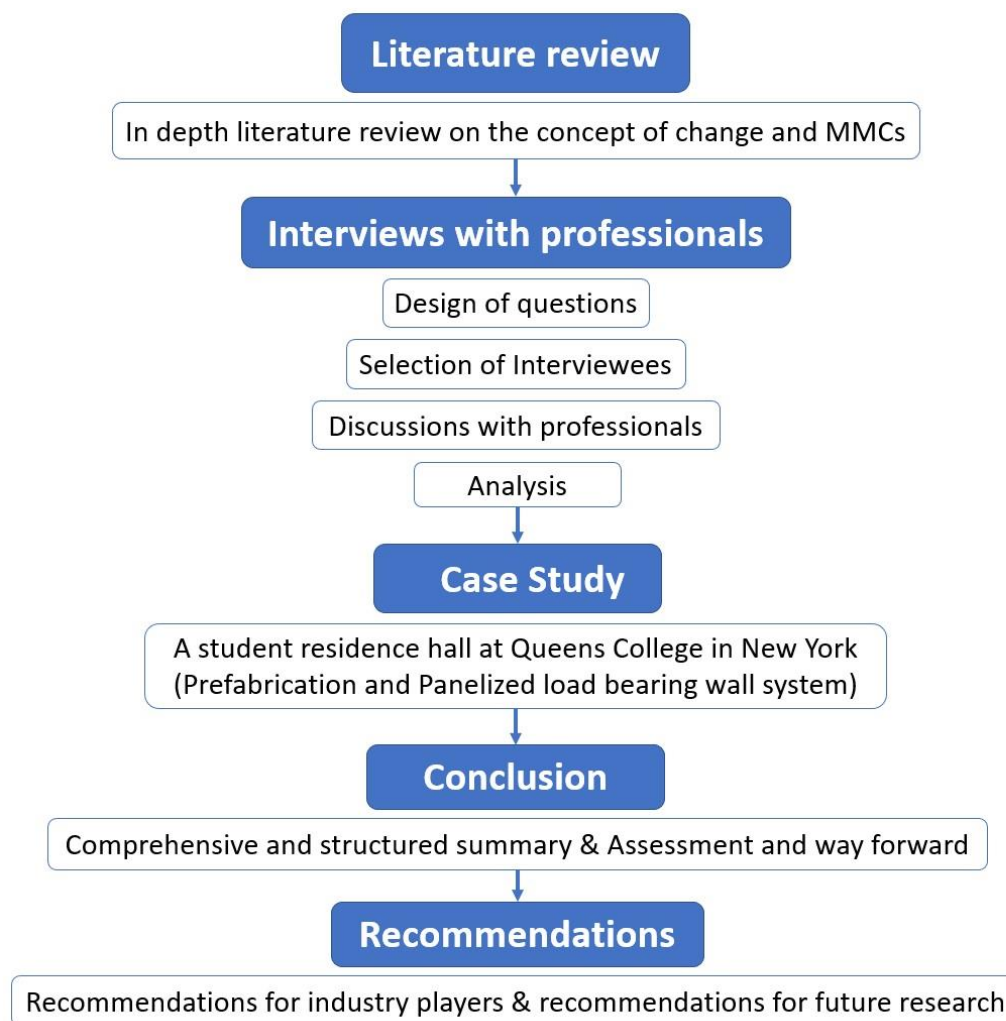 Literature review
In depth literature review on the concept of change and MMCs
Interviews with professionals
Design of questions
Selection of Interviewees
Discussions with professionals
Analysis
Case Study
A student residence hall at Queens College in New York
(Prefabrication and Panelized load bearing wall system)
Conclusion
Comprehensive and structured summary & Assessment and way forward
Recommendations
Recommendations for industry players & recommendations for future research